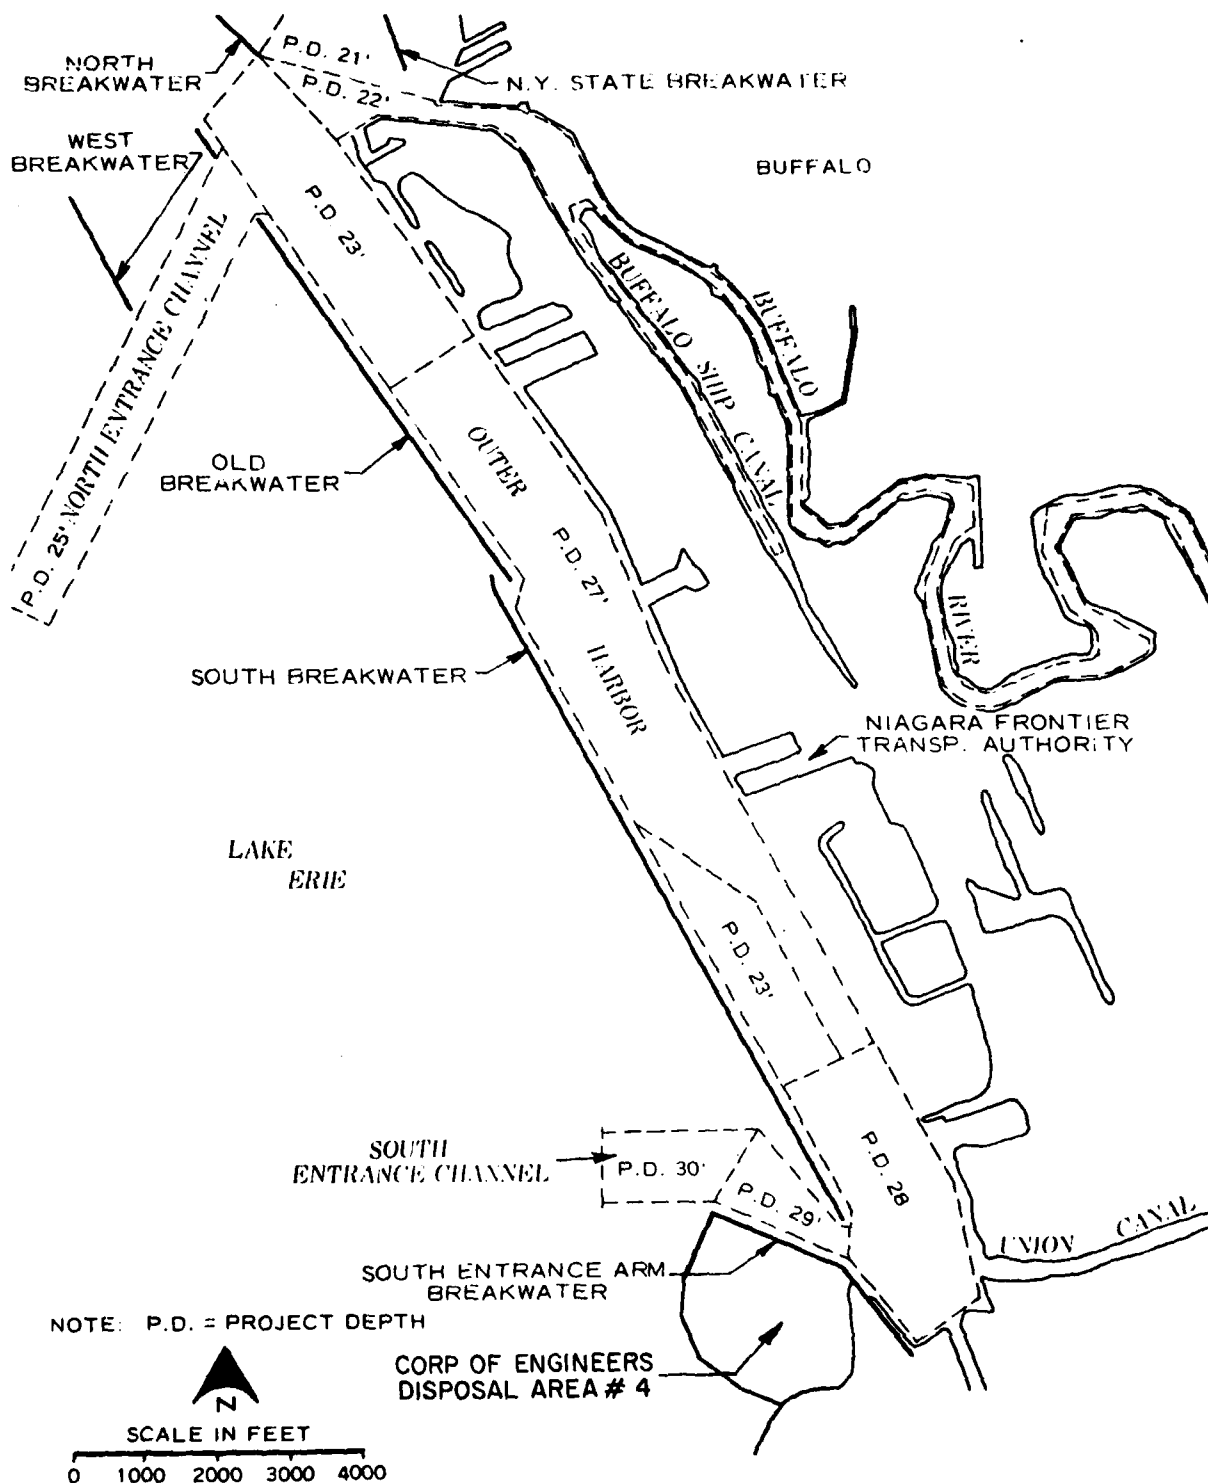 P.D. 21'
NORTH
BREAKWATER
P.D. 22'
N.Y. STATE BREAKWATER
WEST
BREAKWATER
BUFFALO
P.D. 23'
P.D. 25' NORTH ENTRANCE CHANNEL
BUFFALO SHIP CANAL
BUFFALO
RIVER
OLD
BREAKWATER
OUTER
HARBOR
P.D. 27'
SOUTH BREAKWATER
NIAGARA FRONTIER
TRANSP. AUTHORITY
LAKE
ERIE
P.D. 23'
SOUTH
ENTRANCE CHANNEL
P.D. 30'
P.D. 29'
P.D. 28
UNION CANAL
SOUTH ENTRANCE ARM
BREAKWATER
NOTE: P.D. = PROJECT DEPTH
CORP OF ENGINEERS
DISPOSAL AREA # 4
N
SCALE IN FEET
0 1000 2000 3000 4000